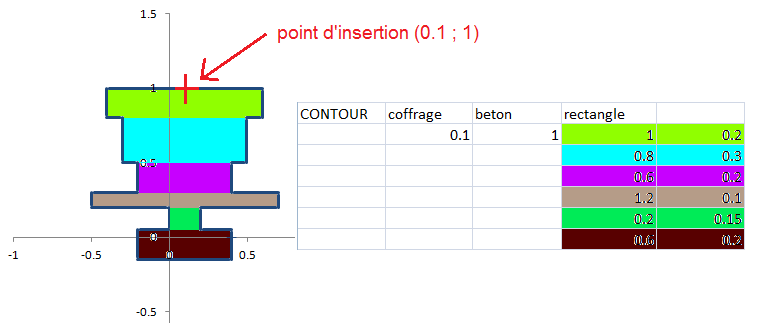 1.5
point d'insertion (0.1 ; 1)
1
CONTOUR coffrage beton rectangle
0.1 1 1 0.2
0.8 0.3
0.5
0.6 0.2
1.2 0.1
0.2 0.15
0
0.6 0.2
-1 -0.5 0 0.5
-0.5